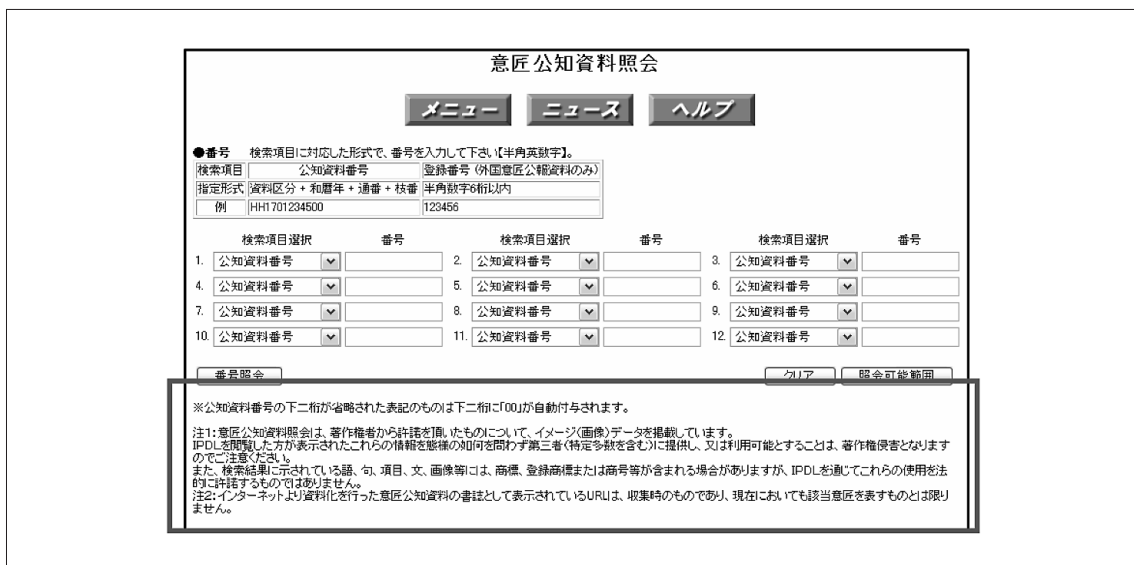 意匠公知資料照会
メニュー ニュース ヘルプ
●番号 検索項目に対応した形式で、番号を入力して下さい【半角英数字】。
検索項目 公知資料番号 登録番号（外国意匠公報資料のみ）
指定形式 資料区分 + 和暦年 + 通番 + 枝番 半角数字6桁以内
例 HH1701234500 123456
検索項目選択 番号 検索項目選択 番号 検索項目選択 番号
1. 公知資料番号 2. 公知資料番号 3. 公知資料番号
4. 公知資料番号 5. 公知資料番号 6. 公知資料番号
7. 公知資料番号 8. 公知資料番号 9. 公知資料番号
10. 公知資料番号 11. 公知資料番号 12. 公知資料番号
番号照会 クリア 照会可能範囲
※公知資料番号の下二桁が省略された表記のものは下二桁に「00」が自動付与されます。
注1：意匠公知資料照会は、著作権者から許諾を頂いたものについて、イメージ（画像）データを掲載しています。
IPDLを閲覧した方が表示されたこれらの情報を態様の如何を問わず第三者（特定多数を含む）に提供し、又は利用可能とすることは、著作権侵害となります
のでご注意ください。
また、検索結果に示されている語、句、項目、文、画像等には、商標、登録商標または商号等が含まれる場合がありますが、IPDLを通じてこれらの使用を法
的に許諾するものではありません。
注2：インターネットより資料化を行った意匠公知資料の書誌として表示されているURLは、収集時のものであり、現在においても該当意匠を表すものとは限り
ません。